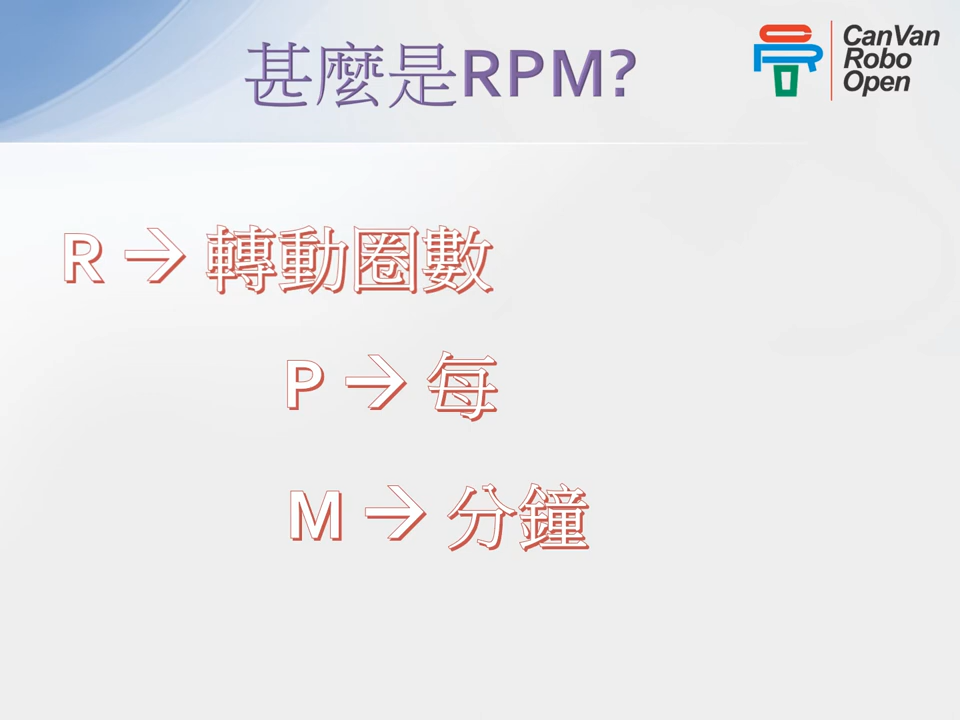 甚麼是RPM?
CanVan
Robo
Open
R → 轉動圈數
P → 每
M → 分鐘